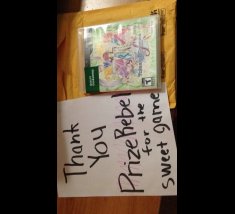 Thank
You
PrizeRebel
for the
sweet game